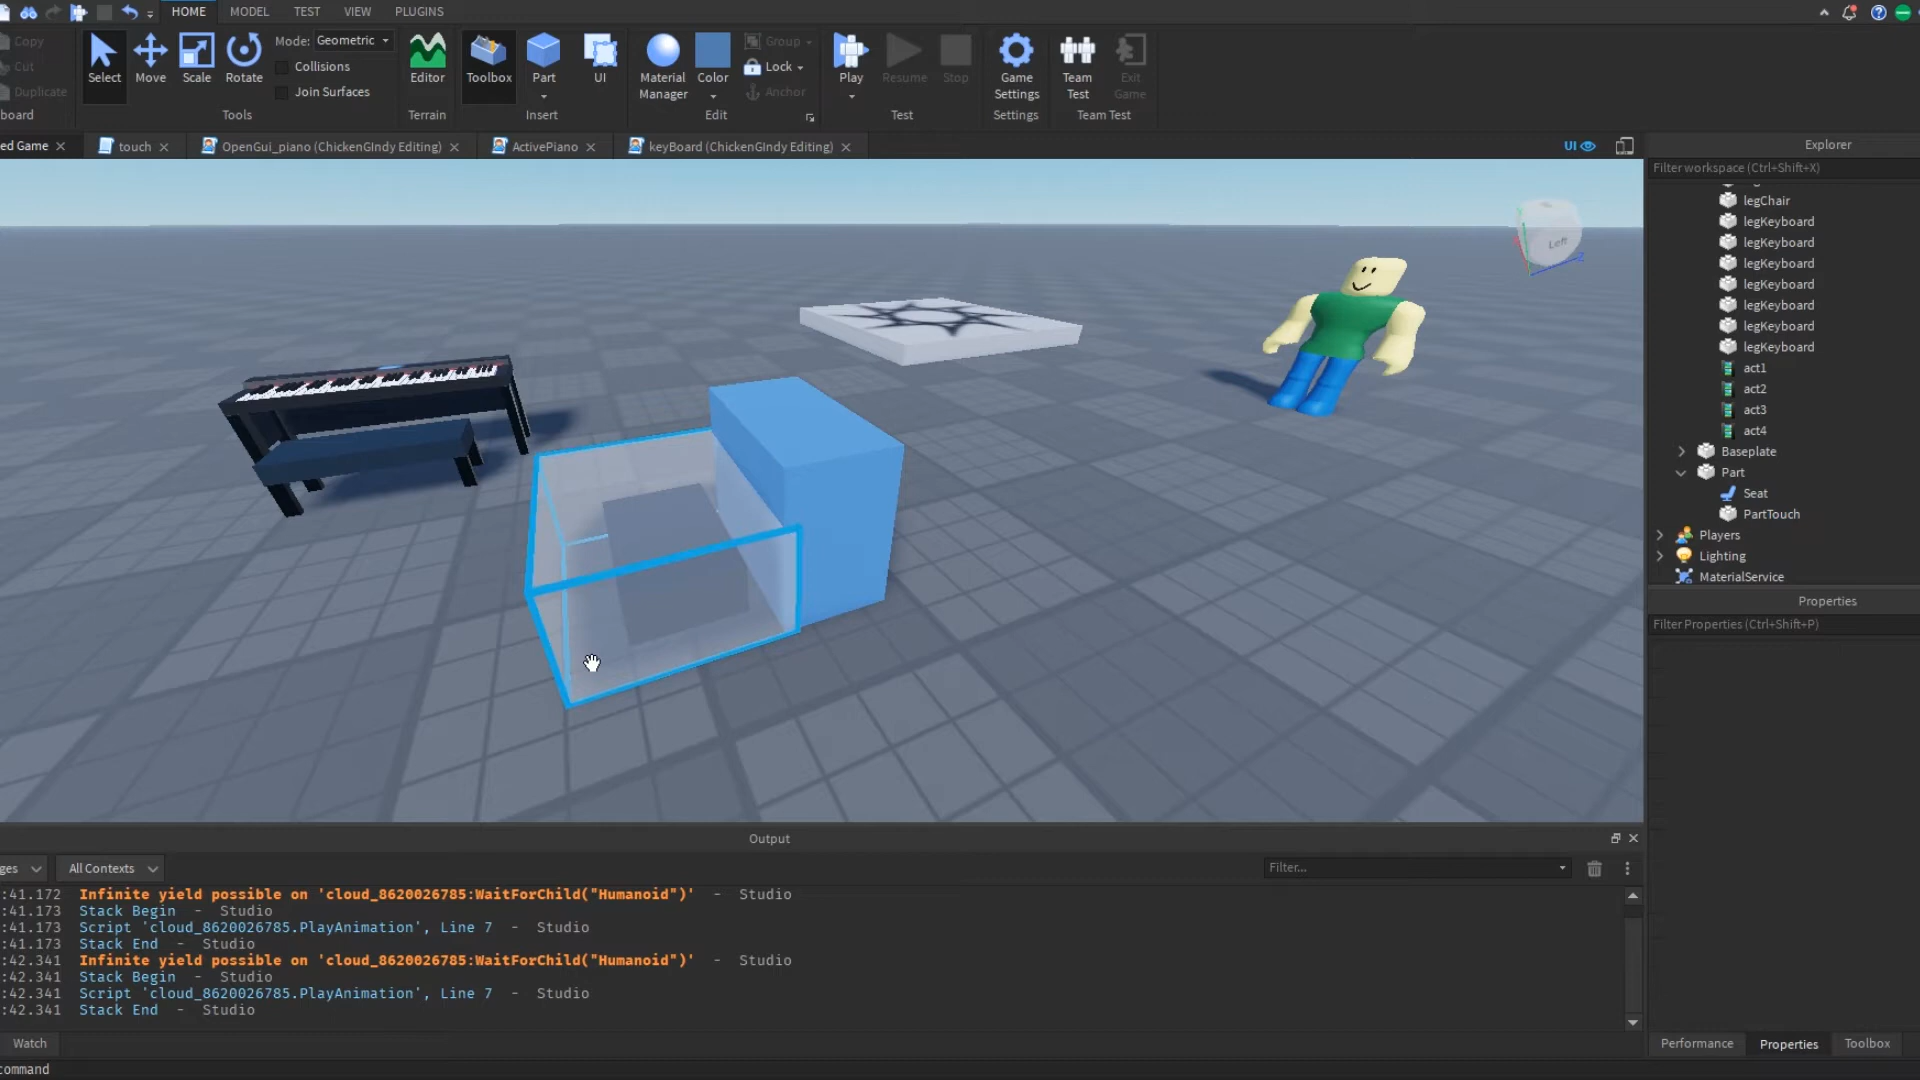 HOME MODEL TEST VIEW PLUGINS
Copy
Cut
Duplicate
board
Select Move Scale Rotate
Mode: Geometric
Collisions
Join Surfaces
Tools
Editor
Terrain
Toolbox Part UI
Insert
Material Manager Color
Group
Lock
Anchor
Edit
Play Resume Stop
Test
Game Settings
Settings
Team Test Exit Game
Team Test
ed Game touch OpenGui_piano (ChickenGIndy Editing) ActivePiano keyBoard (ChickenGIndy Editing) UI
Left
Explorer
Filter workspace (Ctrl+Shift+X)
legChair
legKeyboard
legKeyboard
legKeyboard
legKeyboard
legKeyboard
legKeyboard
legKeyboard
act1
act2
act3
act4
Baseplate
Part
Seat
PartTouch
Players
Lighting
MaterialService
Properties
Filter Properties (Ctrl+Shift+P)
Output
ges All Contexts Filter...
:41.172 Infinite yield possible on 'cloud_8620026785:WaitForChild("Humanoid")' - Studio
:41.173 Stack Begin - Studio
:41.173 Script 'cloud_8620026785.PlayAnimation', Line 7 - Studio
:41.173 Stack End - Studio
:42.341 Infinite yield possible on 'cloud_8620026785:WaitForChild("Humanoid")' - Studio
:42.341 Stack Begin - Studio
:42.341 Script 'cloud_8620026785.PlayAnimation', Line 7 - Studio
:42.341 Stack End - Studio
Watch
Performance Properties Toolbox
command